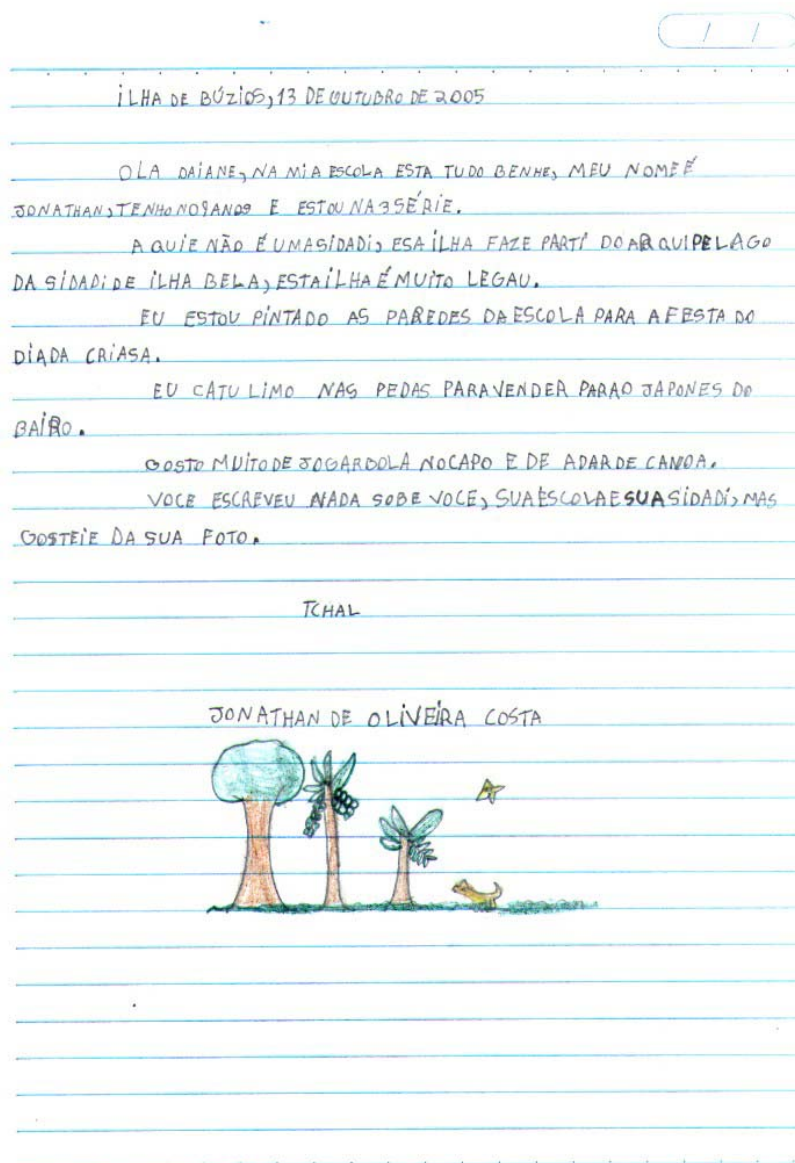 / /
ILHA DE BÚZIOS, 13 DE OUTUBRO DE 2005
OLA DAIANE, NA MIA ESCOLA ESTA TUDO BENHE, MEU NOME É
JONATHAN, TENHO NO9ANOS E ESTOU NA 3 SÉRIE.
A QUIE NÃO É UMASIDADI, ESA ILHA FAZE PARTI DO ARQUIPELAGO
DA SIDADI DE ILHA BELA, ESTA ILHA É MUITO LEGAU.
EU ESTOU PINTADO AS PAREDES DA ESCOLA PARA A FESTA DO
DIADA CRIASA.
EU CATU LIMO NAS PEDAS PARAVENDER PARAO JAPONES DO
BAIRO.
GOSTO MUITO DE JOGARBOLA NOCAPO E DE ADAR DE CANOA.
VOCE ESCREVEU NADA SOBE VOCE, SUAESCOLAESUASIDADI, MAS
GOSTEIE DA SUA FOTO.
TCHAL
JONATHAN DE OLIVEIRA COSTA